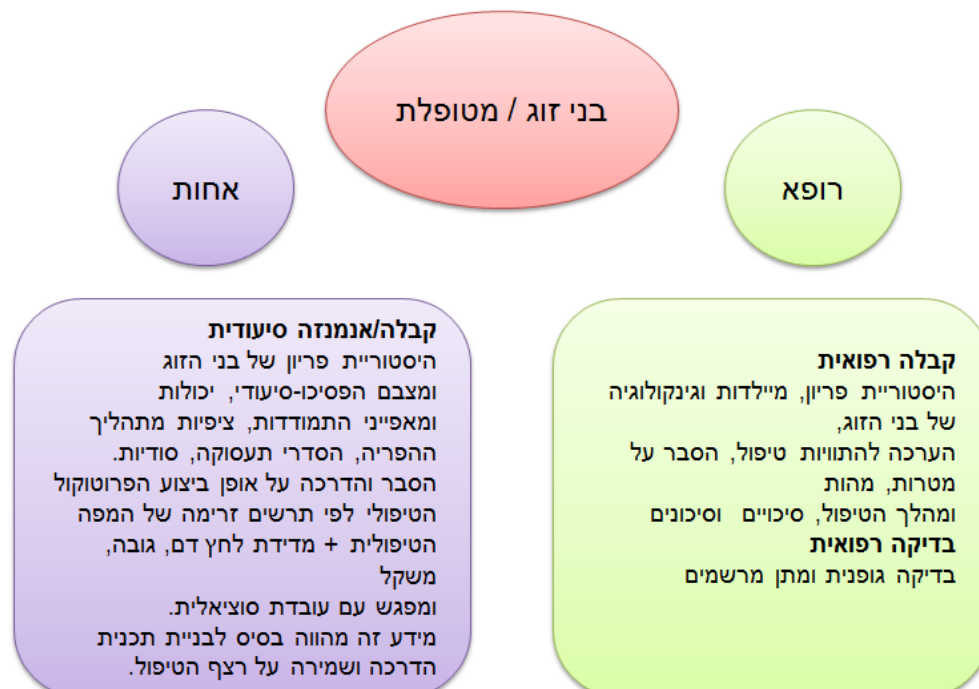 בני זוג / מטופלת
רופא
אחות
קבלה רפואית
היסטוריית פריון, מיילדות וגינקולוגיה
של בני הזוג,
הערכה להתוויות טיפול, הסבר על
מטרות, מהות
ומהלך הטיפול, סיכויים וסיכונים
בדיקה רפואית
בדיקה גופנית ומתן מרשמים
קבלה/אנמנזה סיעודית
היסטוריית פריון של בני הזוג
ומצבם הפסיכו-סיעודי, יכולות
ומאפייני התמודדות, ציפיות מתהליך
ההפריה, הסדרי תעסוקה, סודיות.
הסבר והדרכה על אופן ביצוע הפרוטוקול
הטיפולי לפי תרשים זרימה של המפה
הטיפולית + מדידת לחץ דם, גובה,
משקל
ומפגש עם עובדת סוציאלית.
מידע זה מהווה בסיס לבניית תכנית
הדרכה ושמירה על רצף הטיפול.